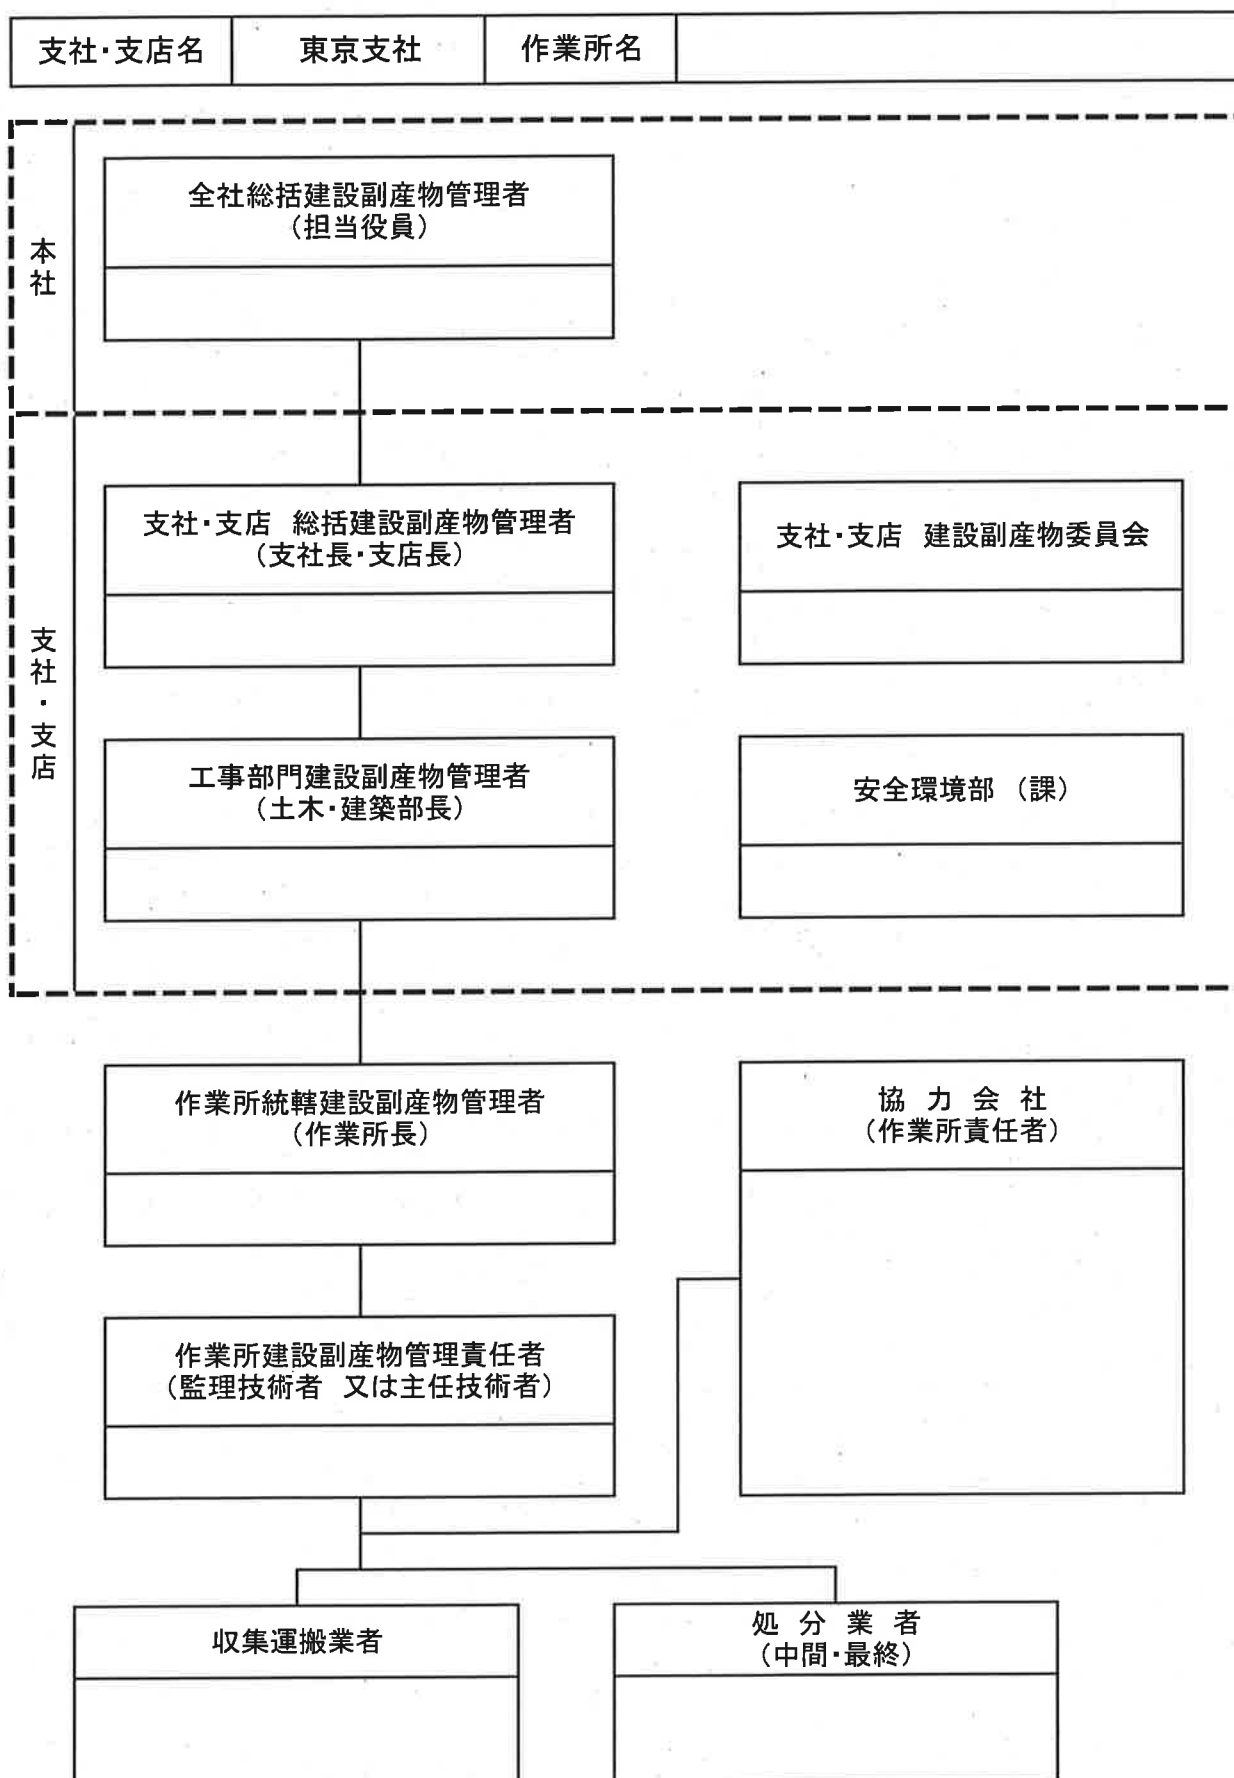 支社・支店名 東京支社 作業所名
本社
全社総括建設副産物管理者
（担当役員）
支社・支店
支社・支店 総括建設副産物管理者
（支社長・支店長）
支社・支店 建設副産物委員会
工事部門建設副産物管理者
（土木・建築部長）
安全環境部 （課）
作業所統轄建設副産物管理者
（作業所長）
協 力 会 社
（作業所責任者）
作業所建設副産物管理責任者
（監理技術者 又は主任技術者）
収集運搬業者
処 分 業 者
（中間・最終）